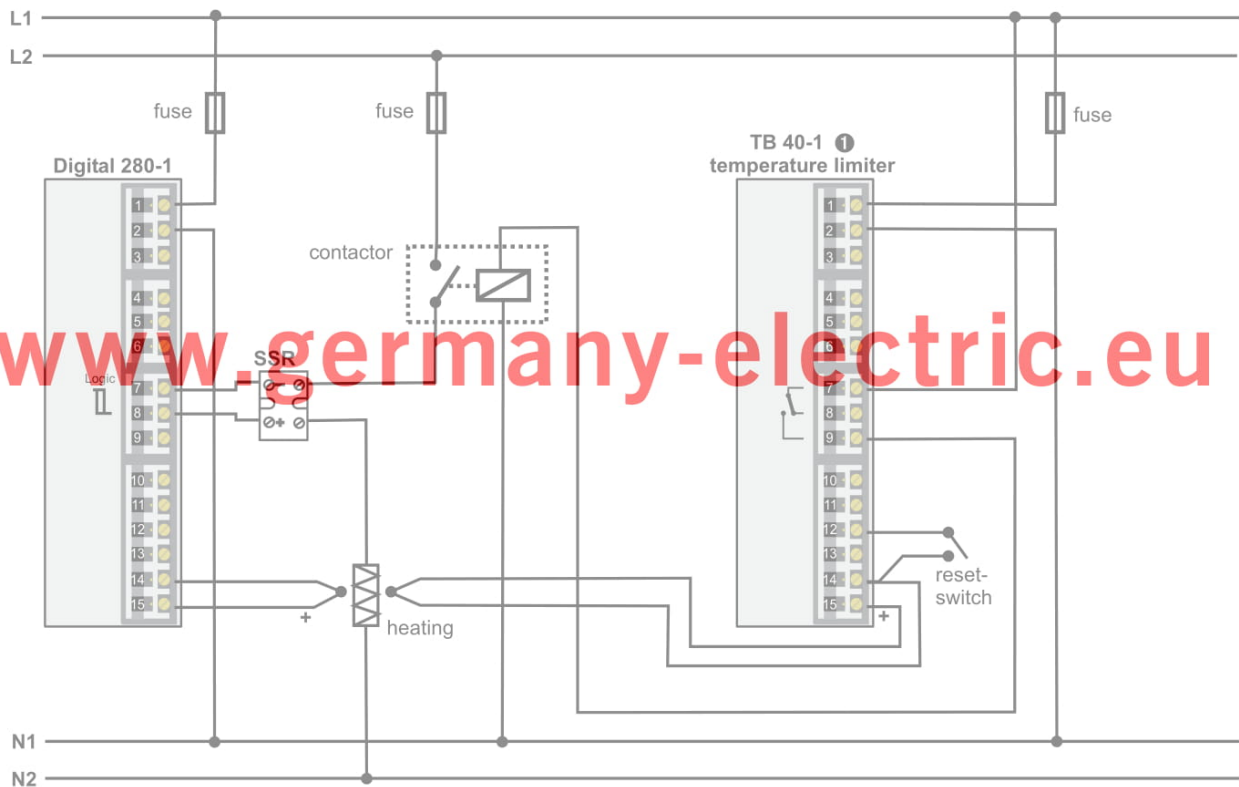 L1
L2
fuse
fuse
fuse
Digital 280-1
TB 40-1 ❶
temperature limiter
contactor
SSR
Logic
1
2
3
4
5
6
7
8
9
10
11
12
13
14
15
+
+
heating
1
2
3
4
5
6
7
8
9
10
11
12
13
14
15
+
reset-
switch
www.germany-electric.eu
N1
N2